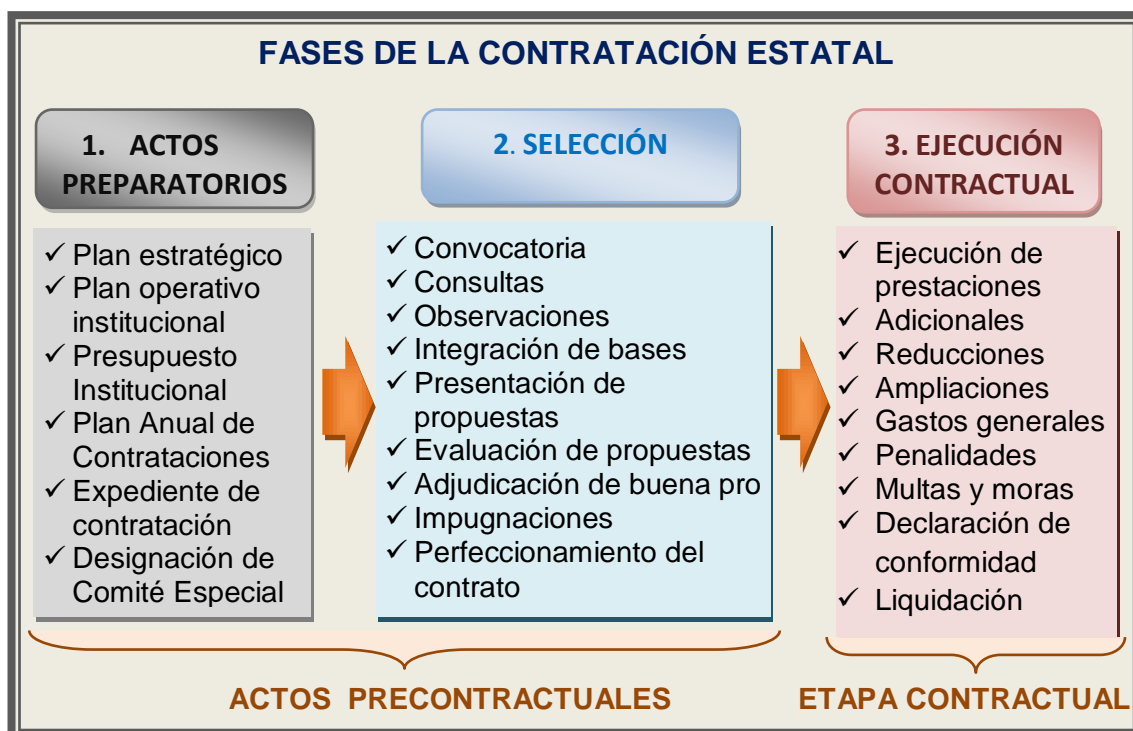 FASES DE LA CONTRATACIÓN ESTATAL
1. ACTOS
PREPARATORIOS
✓ Plan estratégico
✓ Plan operativo
institucional
✓ Presupuesto
Institucional
✓ Plan Anual de
Contrataciones
✓ Expediente de
contratación
✓ Designación de
Comité Especial
2. SELECCIÓN
✓ Convocatoria
✓ Consultas
✓ Observaciones
✓ Integración de bases
✓ Presentación de
propuestas
✓ Evaluación de propuestas
✓ Adjudicación de buena pro
✓ Impugnaciones
✓ Perfeccionamiento del
contrato
3. EJECUCIÓN
CONTRACTUAL
✓ Ejecución de
prestaciones
✓ Adicionales
✓ Reducciones
✓ Ampliaciones
✓ Gastos generales
✓ Penalidades
✓ Multas y moras
✓ Declaración de
conformidad
✓ Liquidación
ACTOS PRECONTRACTUALES
ETAPA CONTRACTUAL